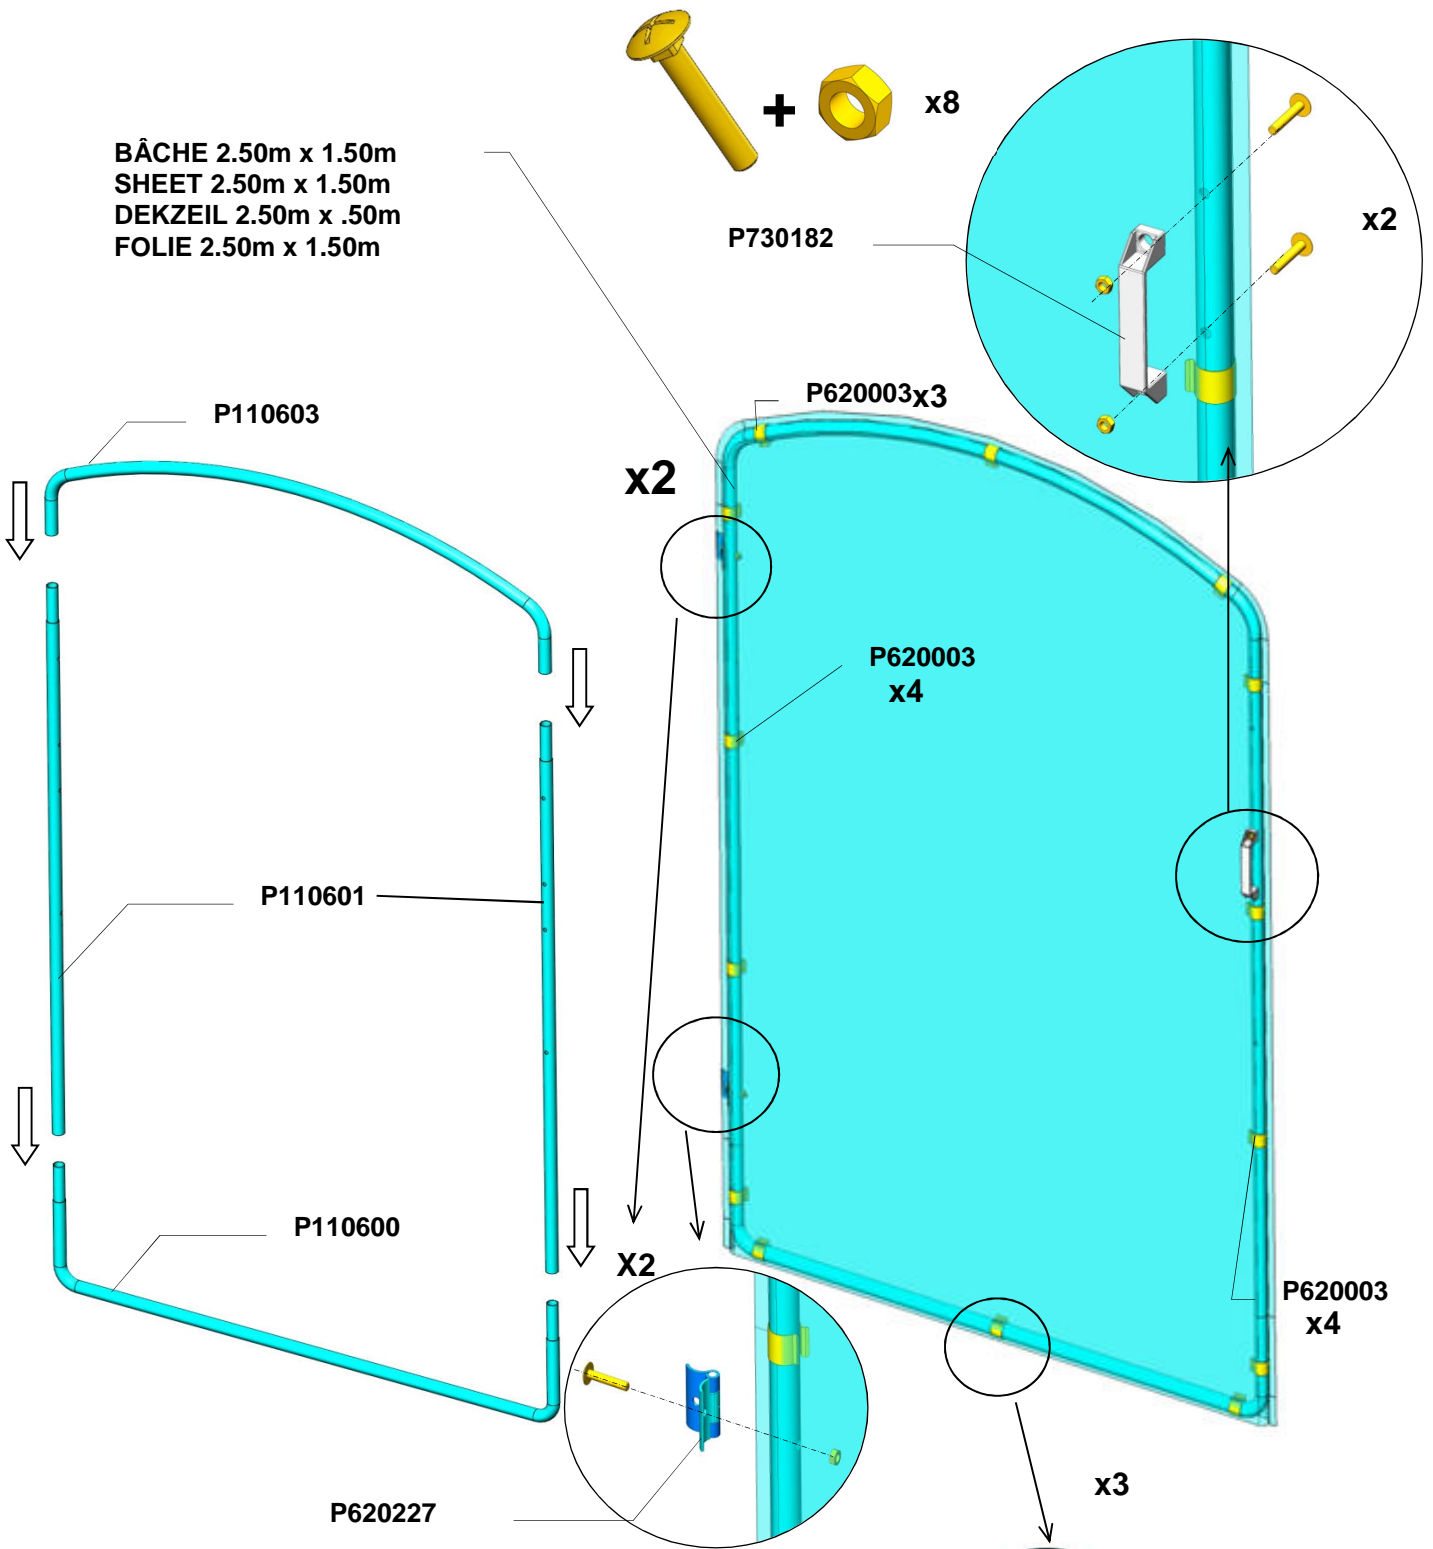 +
x8
BÂCHE 2.50m x 1.50m
SHEET 2.50m x 1.50m
DEKZEIL 2.50m x .50m
FOLIE 2.50m x 1.50m
P730182
x2
P110603
P620003x3
x2
P620003
x4
P110601
P110600
X2
P620003
x4
x3
P620227